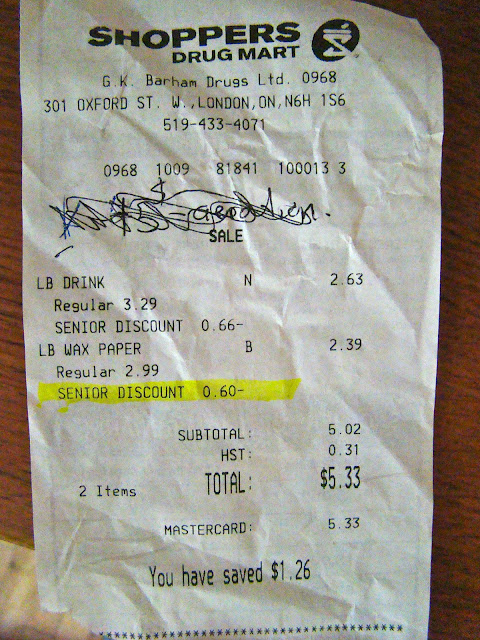 SHOPPERS
DRUG MART
G.K. Barham Drugs Ltd. 0968
301 OXFORD ST. W.,LONDON,ON,N6H 1S6
519-433-4071
0968 1009 81841 100013 3
SALE
LB DRINK N 2.63
Regular 3.29
SENIOR DISCOUNT 0.66-
LB WAX PAPER B 2.39
Regular 2.99
SENIOR DISCOUNT 0.60-
SUBTOTAL: 5.02
HST: 0.31
2 Items TOTAL: $5.33
MASTERCARD: 5.33
You have saved $1.26